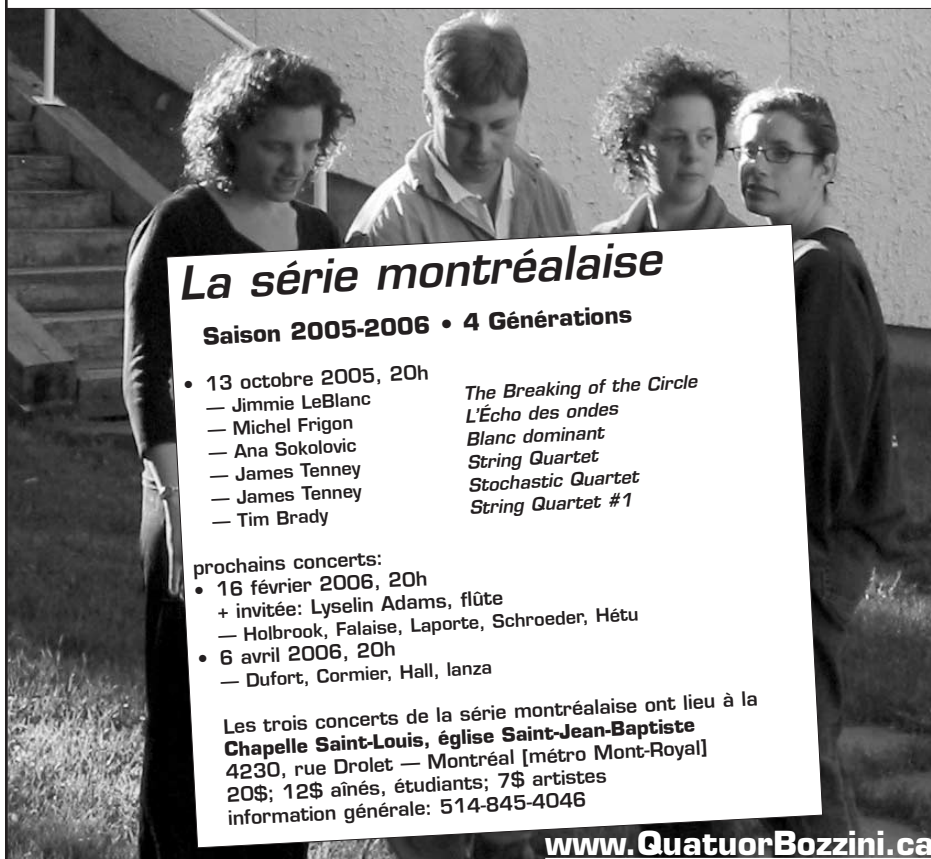 La série montréalaise
Saison 2005-2006 • 4 Générations
• 13 octobre 2005, 20h
— Jimmie LeBlanc The Breaking of the Circle
— Michel Frigon L'Écho des ondes
— Ana Sokolovic Blanc dominant
— James Tenney String Quartet
— James Tenney Stochastic Quartet
— Tim Brady String Quartet #1
prochains concerts:
• 16 février 2006, 20h
+ invitée: Lyselin Adams, flûte
— Holbrook, Falaise, Laporte, Schroeder, Hétu
• 6 avril 2006, 20h
— Dufort, Cormier, Hall, lanza
Les trois concerts de la série montréalaise ont lieu à la
Chapelle Saint-Louis, église Saint-Jean-Baptiste
4230, rue Drolet — Montréal [métro Mont-Royal]
20$; 12$ aînés, étudiants; 7$ artistes
information générale: 514-845-4046
www.QuatuorBozzini.ca